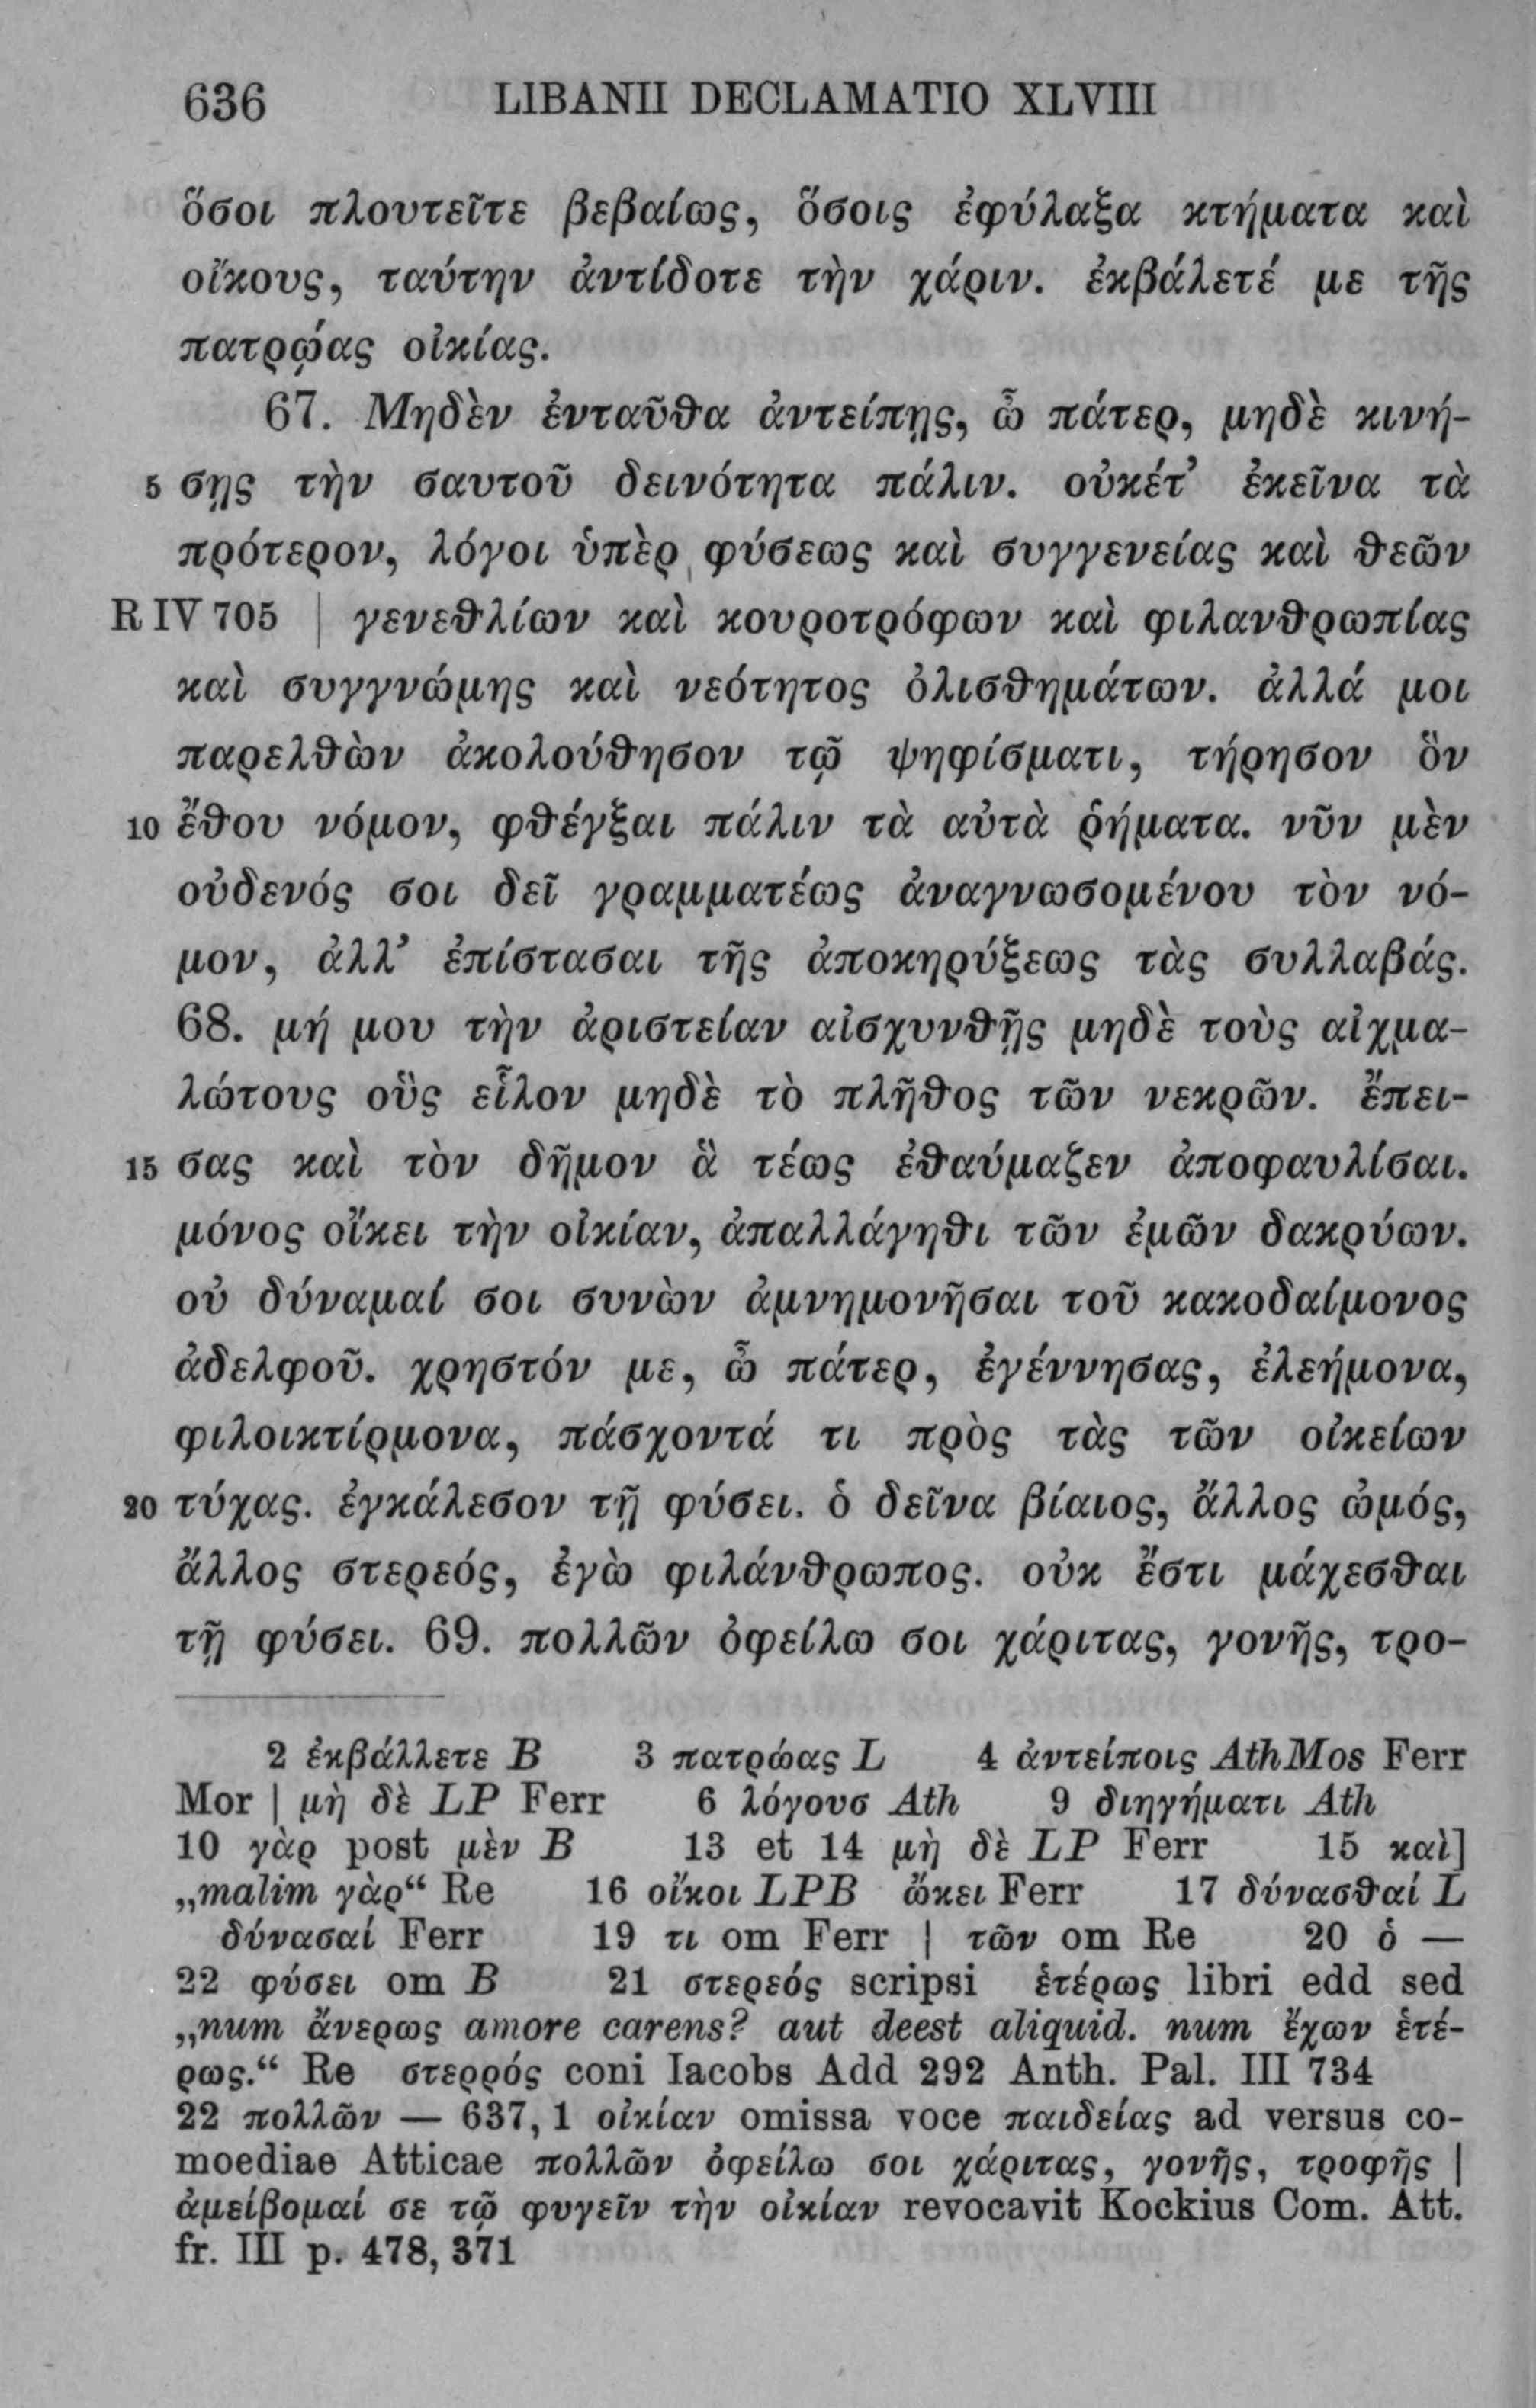 636 LIBANII DECLAMATIO XLVIII
ὅσοι πλουτεῖτε βεβαίως, ὅσοις ἐφύλαξα κτήματα καὶ
οἴκους, ταύτην ἀντίδοτε τὴν χάριν. ἐκβάλετέ με τῆς
πατρῴας οἰκίας.
67. Μηδὲν ἐνταῦθα ἀντείπῃς, ὦ πάτερ, μηδὲ κινή-
5 σῃς τὴν σαυτοῦ δεινότητα πάλιν. οὐκέτ’ ἐκεῖνα τὰ
πρότερον, λόγοι ὑπὲρ φύσεως καὶ συγγενείας καὶ θεῶν
R IV 705 | γενεθλίων καὶ κουροτρόφων καὶ φιλανθρωπίας
καὶ συγγνώμης καὶ νεότητος ὀλισθημάτων. ἀλλά μοι
παρελθὼν ἀκολούθησον τῷ ψηφίσματι, τήρησον ὃν
10 ἔθου νόμον, φθέγξαι πάλιν τὰ αὐτὰ ῥήματα. νῦν μὲν
οὐδενός σοι δεῖ γραμματέως ἀναγνωσομένου τὸν νό-
μον, ἀλλ’ ἐπίστασαι τῆς ἀποκηρύξεως τὰς συλλαβάς.
68. μή μου τὴν ἀριστείαν αἰσχυνθῇς μηδὲ τοὺς αἰχμα-
λώτους οὓς εἷλον μηδὲ τὸ πλῆθος τῶν νεκρῶν. ἔπει-
15 σας καὶ τὸν δῆμον ἃ τέως ἐθαύμαζεν ἀποφαυλίσαι.
μόνος οἴκει τὴν οἰκίαν, ἀπαλλάγηθι τῶν ἐμῶν δακρύων.
οὐ δύναμαί σοι συνὼν ἀμνημονῆσαι τοῦ κακοδαίμονος
ἀδελφοῦ. χρηστόν με, ὦ πάτερ, ἐγέννησας, ἐλεήμονα,
φιλοικτίρμονα, πάσχοντά τι πρὸς τὰς τῶν οἰκείων
20 τύχας. ἐγκάλεσον τῇ φύσει. ὁ δεῖνα βίαιος, ἄλλος ὠμός,
ἄλλος στερεός, ἐγὼ φιλάνθρωπος. οὐκ ἔστι μάχεσθαι
τῇ φύσει. 69. πολλῶν ὀφείλω σοι χάριτας, γονῆς, τρο-
2 ἐκβάλλετε B 3 πατρώας L 4 ἀντείποις AthMos Ferr
Mor | μὴ δὲ LP Ferr 6 λόγουσ Ath 9 διηγήματι Ath
10 γὰρ post μὲν B 13 et 14 μὴ δὲ LP Ferr 15 καὶ]
„malim γὰρ“ Re 16 οἴκοι LPB ὤκει Ferr 17 δύνασθαί L
δύνασαί Ferr 19 τι om Ferr | τῶν om Re 20 ὁ —
22 φύσει om B 21 στερεός scripsi ἑτέρως libri edd sed
„num ἄνερως amore carens? aut deest aliquid. num ἔχων ἑτέ-
ρως.“ Re στερρός coni Iacobs Add 292 Anth. Pal. III 734
22 πολλῶν — 637, 1 οἰκίαν omissa voce παιδείας ad versus co-
moediae Atticae πολλῶν ὀφείλω σοι χάριτας, γονῆς, τροφῆς |
ἀμείβομαί σε τῷ φυγεῖν τὴν οἰκίαν revocavit Kockius Com. Att.
fr. III p. 478, 371